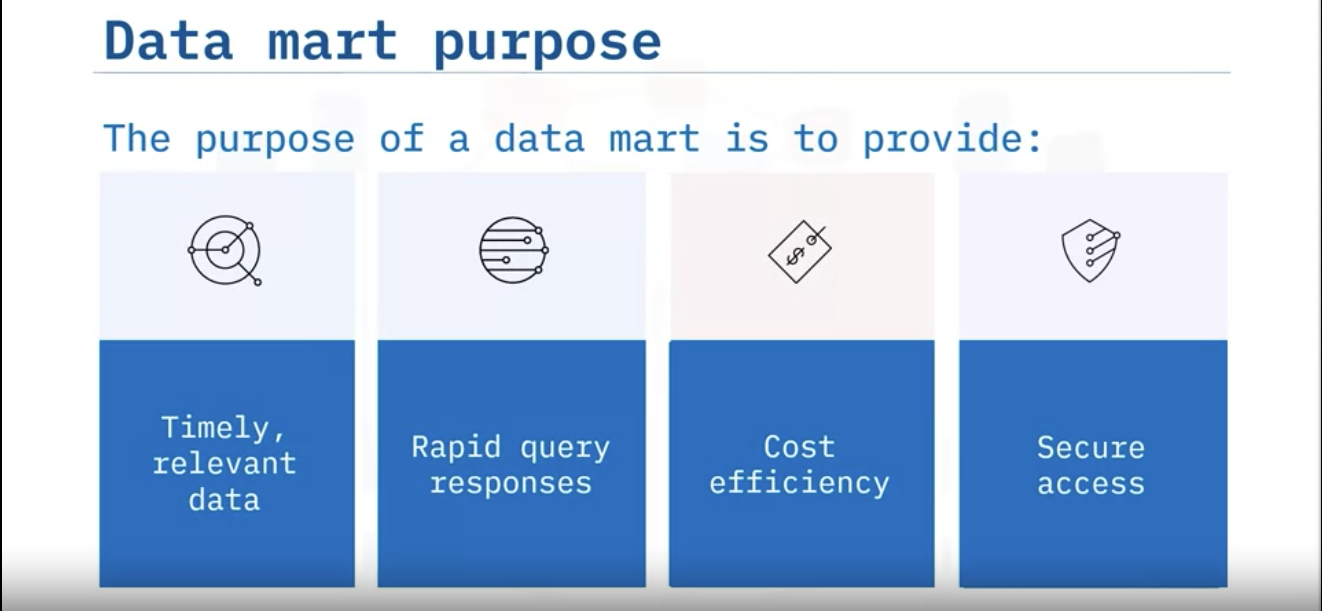 Data mart purpose
The purpose of a data mart is to provide:
Timely,
relevant
data
Rapid query
responses
Cost
efficiency
Secure
access